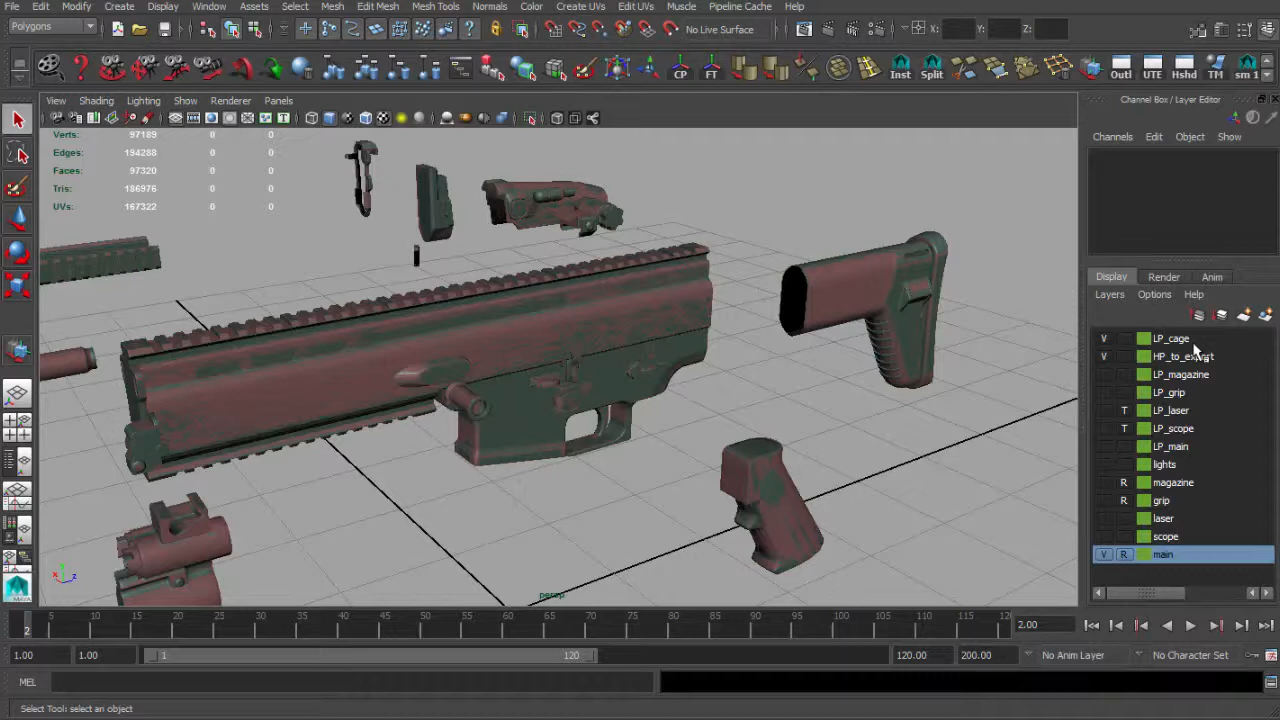 File Edit Modify Create Display Window Assets Select Mesh Edit Mesh Mesh Tools Normals Color Create UVs Edit UVs Muscle Pipeline Cache Help
Polygons No Live Surface X: Y: Z:
CP FT Inst Split Outl UTE Hshd TM sm 1
View Shading Lighting Show Renderer Panels
Channel Box / Layer Editor
Channels Edit Object Show
Verts: 97189 0 0
Edges: 194288 0 0
Faces: 97320 0 0
Tris: 186976 0 0
UVs: 167322 0 0
Display Render Anim
Layers Options Help
V LP_cage
V HP_to_export
LP_magazine
LP_grip
T LP_laser
T LP_scope
LP_main
lights
R magazine
R grip
laser
scope
V R main
persp
2 5 10 15 20 25 30 35 40 45 50 55 60 65 70 75 80 85 90 95 100 105 110 115 2.00
1.00 1.00 1 120 120.00 200.00 No Anim Layer No Character Set
MEL
Select Tool: select an object